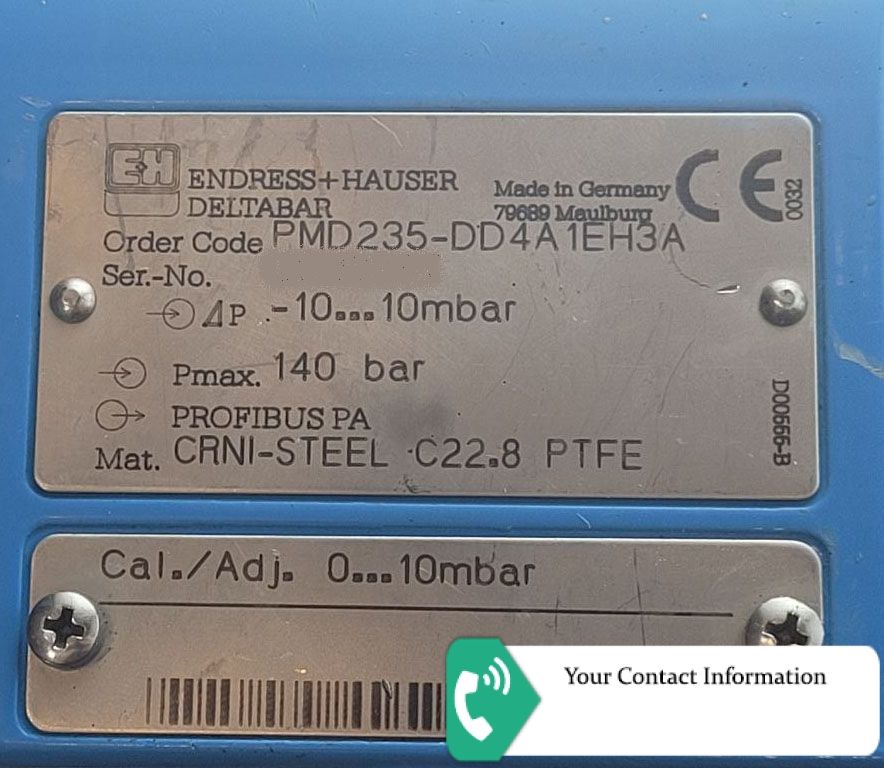 E+H ENDRESS+HAUSER
DELTABAR
Made in Germany
79689 Maulburg
CE 0032
Order Code PMD235-DD4A1EH3A
Ser.-No.
ΔP -10...10mbar
Pmax. 140 bar
PROFIBUS PA
Mat. CRNI-STEEL C22.8 PTFE
D00555-B
Cal./Adj. 0...10mbar
Your Contact Information